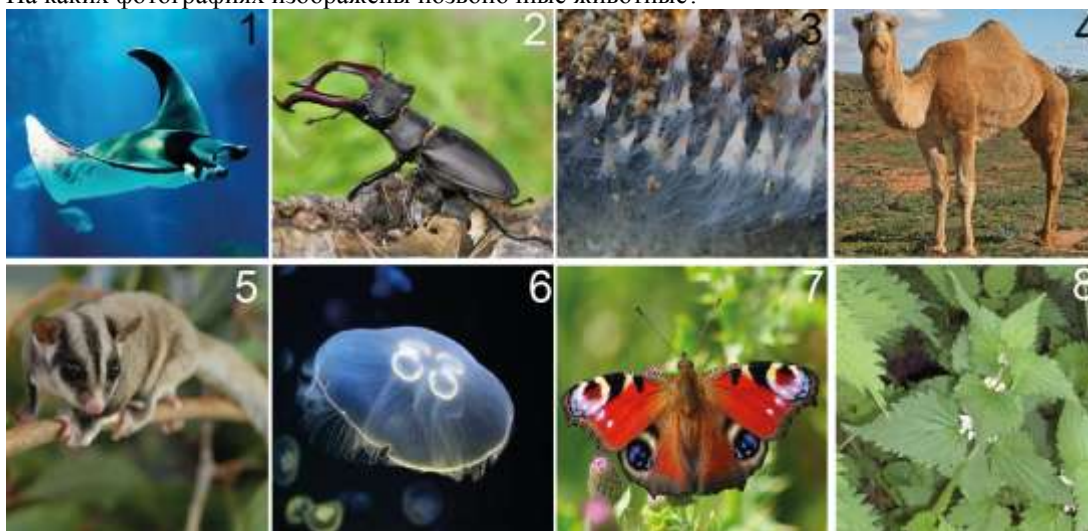 На каких фотографиях изображены позвоночные животные?
1 2 3 4
5 6 7 8